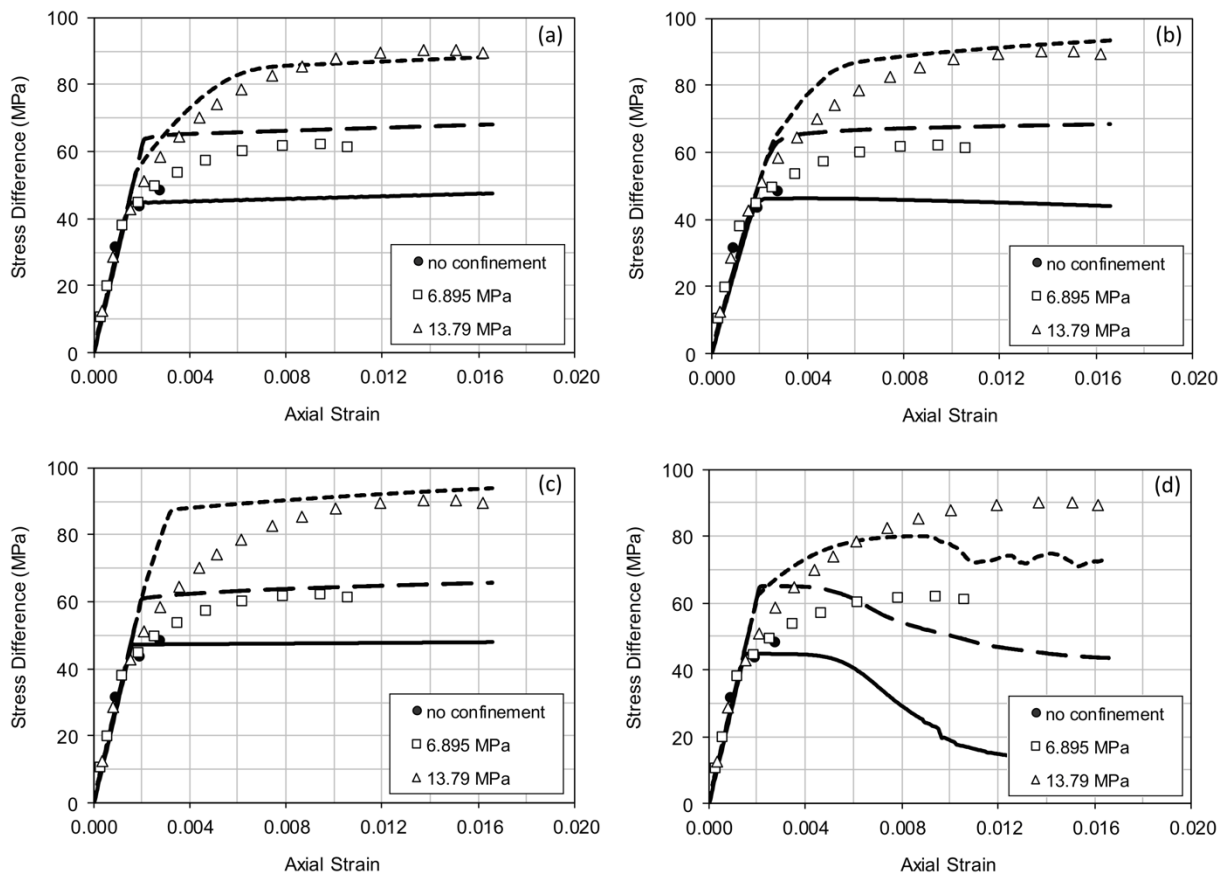 (a)
100
80
60
40
20
0
Stress Difference (MPa)
no confinement
6.895 MPa
13.79 MPa
0.000 0.004 0.008 0.012 0.016 0.020
Axial Strain
(b)
100
80
60
40
20
0
Stress Difference (MPa)
no confinement
6.895 MPa
13.79 MPa
0.000 0.004 0.008 0.012 0.016 0.020
Axial Strain
(c)
100
80
60
40
20
0
Stress Difference (MPa)
no confinement
6.895 MPa
13.79 MPa
0.000 0.004 0.008 0.012 0.016 0.020
Axial Strain
(d)
100
80
60
40
20
0
Stress Difference (MPa)
no confinement
6.895 MPa
13.79 MPa
0.000 0.004 0.008 0.012 0.016 0.020
Axial Strain